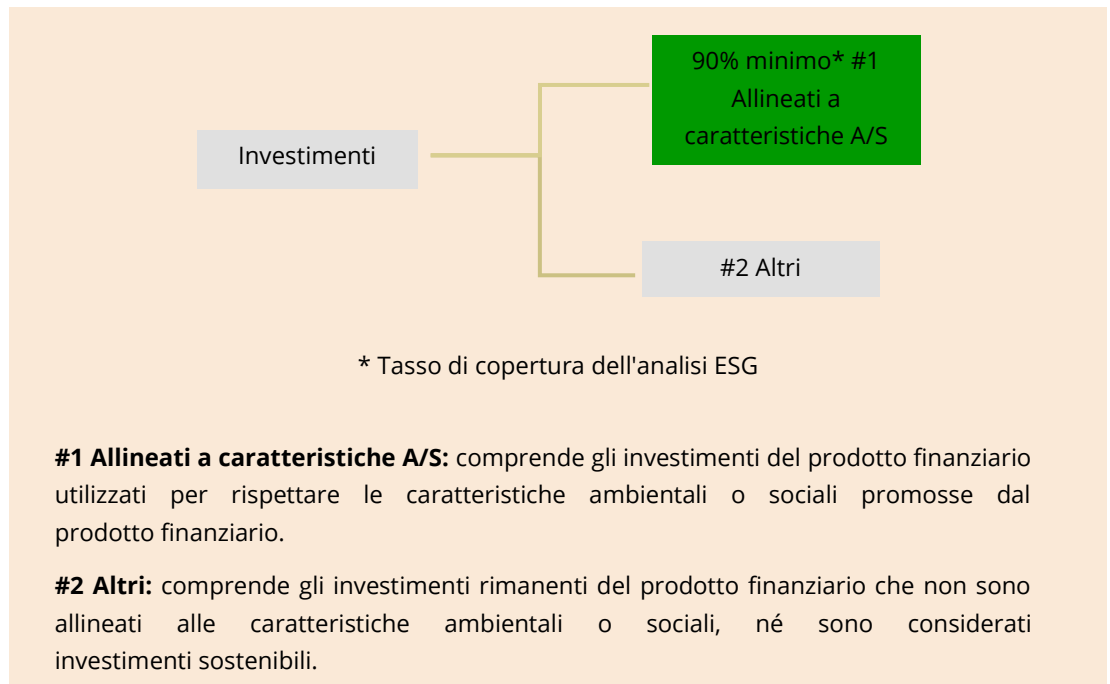 90% minimo* #1
Allineati a
caratteristiche A/S
Investimenti
#2 Altri
* Tasso di copertura dell'analisi ESG
#1 Allineati a caratteristiche A/S: comprende gli investimenti del prodotto finanziario
utilizzati per rispettare le caratteristiche ambientali o sociali promosse dal
prodotto finanziario.
#2 Altri: comprende gli investimenti rimanenti del prodotto finanziario che non sono
allineati alle caratteristiche ambientali o sociali, né sono considerati
investimenti sostenibili.